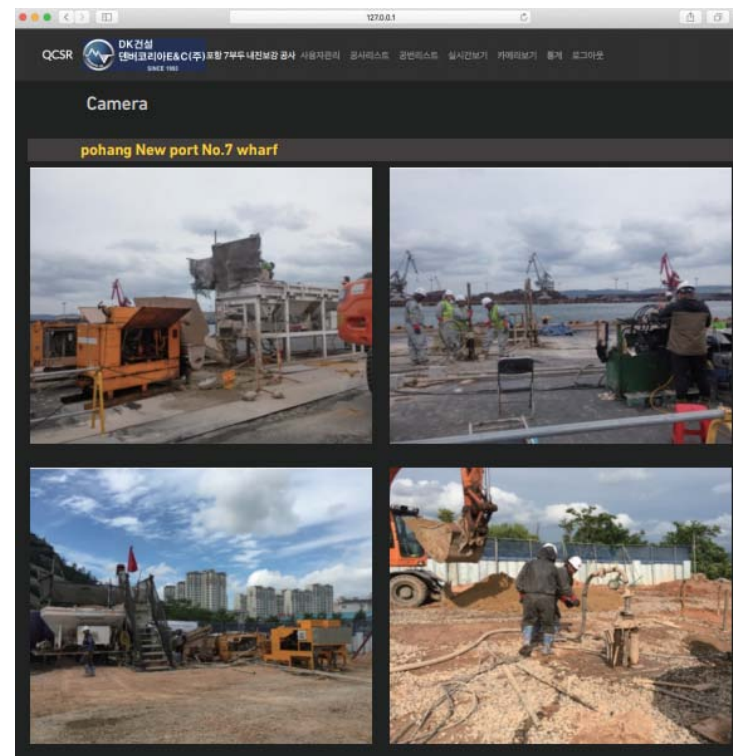 127.0.0.1
QCSR
DK건설
덴버코리아E&C(주)
SINCE 1982
포항 7부두 내진보강 공사 사용자관리 공사리스트 공번리스트 실시간보기 카메라보기 통계 로그아웃
Camera
pohang New port No.7 wharf